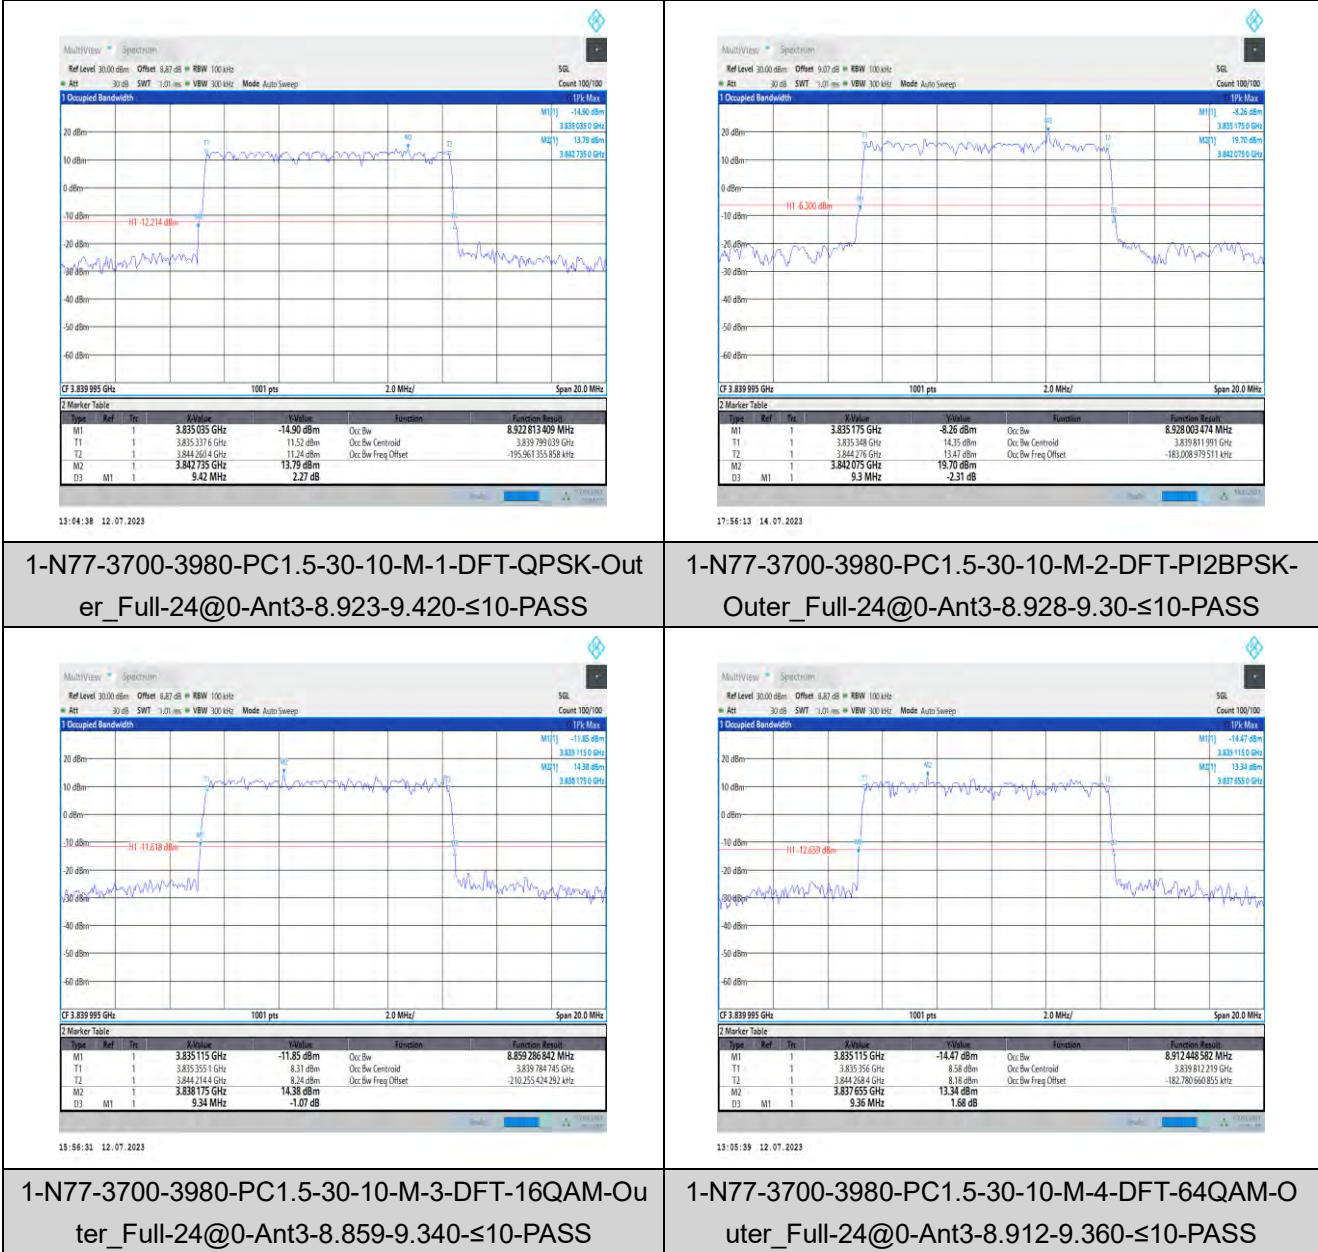 MultiView Spectrum
Ref Level 30.00 dBm Offset 8.87 dB RBW 100 kHz SGL
Att 30 dB SWT 1.01 ms VBW 300 kHz Mode Auto Sweep Count 100/100
1 Occupied Bandwidth 1Pk Max
M1[1] -14.90 dBm
3.835 035 0 GHz
M2[1] 13.79 dBm
3.842 735 0 GHz
20 dBm
10 dBm
0 dBm
-10 dBm
H1 -12.214 dBm
-20 dBm
-30 dBm
-40 dBm
-50 dBm
-60 dBm
T1
M2
T2
CF 3.839 995 GHz 1001 pts 2.0 MHz/ Span 20.0 MHz
2 Marker Table
Type Ref Trc X-Value Y-Value Function Function Result
M1 1 3.835 035 GHz -14.90 dBm Occ Bw 8.922 813 409 MHz
T1 1 3.835 337 6 GHz 11.52 dBm Occ Bw Centroid 3.839 799 039 GHz
T2 1 3.844 260 4 GHz 11.24 dBm Occ Bw Freq Offset -195.961 355 858 kHz
M2 1 3.842 735 GHz 13.79 dBm
D3 M1 1 9.42 MHz 2.27 dB
13:04:38 12.07.2023
1-N77-3700-3980-PC1.5-30-10-M-1-DFT-QPSK-Out
er_Full-24@0-Ant3-8.923-9.420-≤10-PASS
MultiView Spectrum
Ref Level 30.00 dBm Offset 9.07 dB RBW 100 kHz SGL
Att 30 dB SWT 1.01 ms VBW 300 kHz Mode Auto Sweep Count 100/100
1 Occupied Bandwidth 1Pk Max
M1[1] -8.26 dBm
3.835 175 0 GHz
M2[1] 19.70 dBm
3.842 075 0 GHz
20 dBm
10 dBm
0 dBm
H1 -6.300 dBm
-10 dBm
-20 dBm
-30 dBm
-40 dBm
-50 dBm
-60 dBm
T1
M2
T2
CF 3.839 995 GHz 1001 pts 2.0 MHz/ Span 20.0 MHz
2 Marker Table
Type Ref Trc X-Value Y-Value Function Function Result
M1 1 3.835 175 GHz -8.26 dBm Occ Bw 8.928 003 474 MHz
T1 1 3.835 348 GHz 14.35 dBm Occ Bw Centroid 3.839 811 991 GHz
T2 1 3.844 276 GHz 13.47 dBm Occ Bw Freq Offset -183.008 979 511 kHz
M2 1 3.842 075 GHz 19.70 dBm
D3 M1 1 9.3 MHz -2.31 dB
17:56:13 14.07.2023
1-N77-3700-3980-PC1.5-30-10-M-2-DFT-PI2BPSK-
Outer_Full-24@0-Ant3-8.928-9.30-≤10-PASS
MultiView Spectrum
Ref Level 30.00 dBm Offset 8.87 dB RBW 100 kHz SGL
Att 30 dB SWT 1.01 ms VBW 300 kHz Mode Auto Sweep Count 100/100
1 Occupied Bandwidth 1Pk Max
M1[1] -11.85 dBm
3.835 115 0 GHz
M2[1] 14.38 dBm
3.838 175 0 GHz
20 dBm
10 dBm
0 dBm
-10 dBm
H1 -11.618 dBm
-20 dBm
-30 dBm
-40 dBm
-50 dBm
-60 dBm
T1
M2
CF 3.839 995 GHz 1001 pts 2.0 MHz/ Span 20.0 MHz
2 Marker Table
Type Ref Trc X-Value Y-Value Function Function Result
M1 1 3.835 115 GHz -11.85 dBm Occ Bw 8.859 286 842 MHz
T1 1 3.835 355 1 GHz 8.31 dBm Occ Bw Centroid 3.839 784 745 GHz
T2 1 3.844 214 4 GHz 8.24 dBm Occ Bw Freq Offset -210.255 424 292 kHz
M2 1 3.838 175 GHz 14.38 dBm
D3 M1 1 9.34 MHz -1.07 dB
15:56:31 12.07.2023
1-N77-3700-3980-PC1.5-30-10-M-3-DFT-16QAM-Ou
ter_Full-24@0-Ant3-8.859-9.340-≤10-PASS
MultiView Spectrum
Ref Level 30.00 dBm Offset 8.87 dB RBW 100 kHz SGL
Att 30 dB SWT 1.01 ms VBW 300 kHz Mode Auto Sweep Count 100/100
1 Occupied Bandwidth 1Pk Max
M1[1] -14.47 dBm
3.835 115 0 GHz
M2[1] 13.34 dBm
3.837 655 0 GHz
20 dBm
10 dBm
0 dBm
-10 dBm
H1 -12.659 dBm
-20 dBm
-30 dBm
-40 dBm
-50 dBm
-60 dBm
T1
M2
CF 3.839 995 GHz 1001 pts 2.0 MHz/ Span 20.0 MHz
2 Marker Table
Type Ref Trc X-Value Y-Value Function Function Result
M1 1 3.835 115 GHz -14.47 dBm Occ Bw 8.912 448 582 MHz
T1 1 3.835 356 GHz 8.58 dBm Occ Bw Centroid 3.839 812 219 GHz
T2 1 3.844 268 4 GHz 8.18 dBm Occ Bw Freq Offset -182.780 660 855 kHz
M2 1 3.837 655 GHz 13.34 dBm
D3 M1 1 9.36 MHz 1.68 dB
13:05:39 12.07.2023
1-N77-3700-3980-PC1.5-30-10-M-4-DFT-64QAM-O
uter_Full-24@0-Ant3-8.912-9.360-≤10-PASS